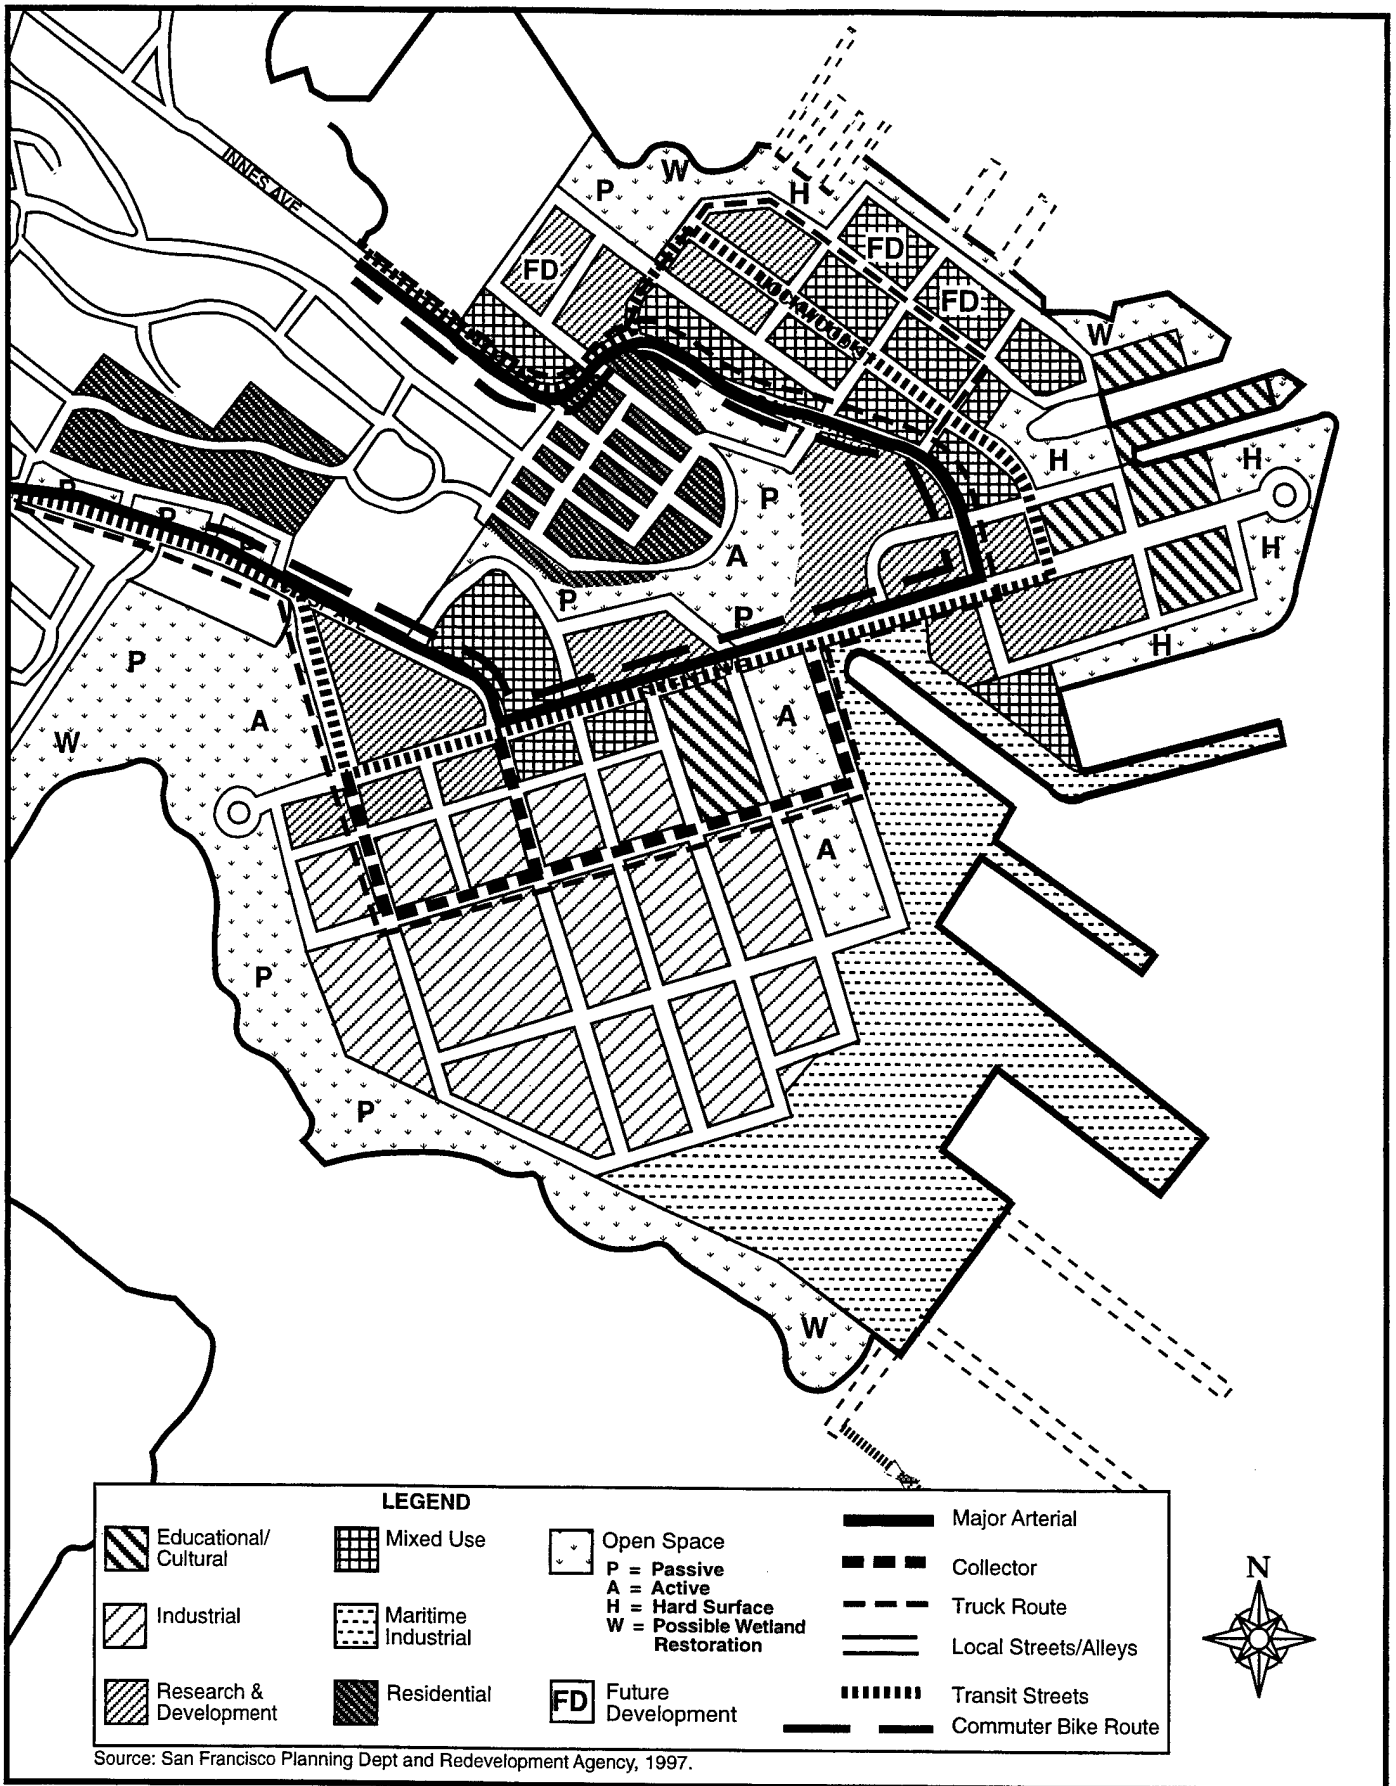 INNES AVE
W
P
H
FD
FD
FD
LOCKWOOD
W
H
H
P
P
P
P
A
H
P
P
H
P
A
A
W
A
P
P
W
LEGEND
Educational/
Cultural
Industrial
Research &
Development
Mixed Use
Maritime
Industrial
Residential
Open Space
P = Passive
A = Active
H = Hard Surface
W = Possible Wetland
Restoration
FD
Future
Development
Major Arterial
Collector
Truck Route
Local Streets/Alleys
Transit Streets
Commuter Bike Route
N
Source: San Francisco Planning Dept and Redevelopment Agency, 1997.